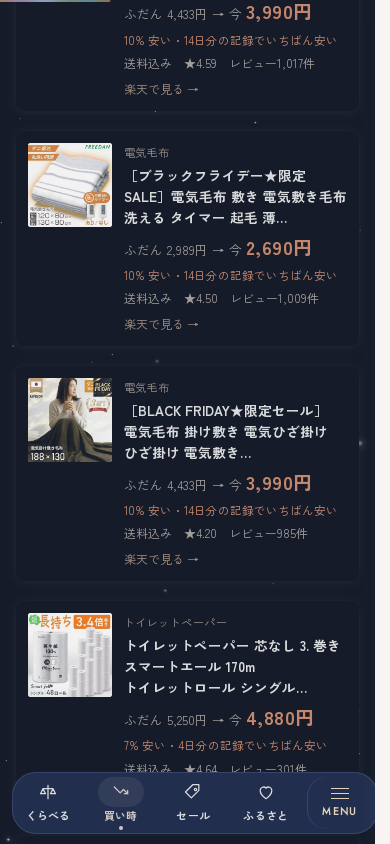 ふだん 4,433円 → 今 3,990円
10% 安い・14日分の記録でいちばん安い
送料込み ★4.59 レビュー1,017件
楽天で見る →
FREEDAM
電気毛布
［ブラックフライデー★限定
SALE］電気毛布 敷き 電気敷き毛布
洗える タイマー 起毛 薄…
ふだん 2,989円 → 今 2,690円
10% 安い・14日分の記録でいちばん安い
送料込み ★4.50 レビュー1,009件
楽天で見る →
電気毛布
［BLACK FRIDAY★限定セール］
電気毛布 掛け敷き 電気ひざ掛け
ひざ掛け 電気敷き…
188×130
ふだん 4,433円 → 今 3,990円
10% 安い・14日分の記録でいちばん安い
送料込み ★4.20 レビュー985件
楽天で見る →
長持ち 3.4倍
トイレットペーパー
トイレットペーパー 芯なし 3. 巻き
スマートエール 170m
トイレットロール シングル…
ふだん 5,250円 → 今 4,880円
7% 安い・4日分の記録でいちばん安い
送料込み ★4.64 レビュー301件
くらべる
買い時
セール
ふるさと
MENU